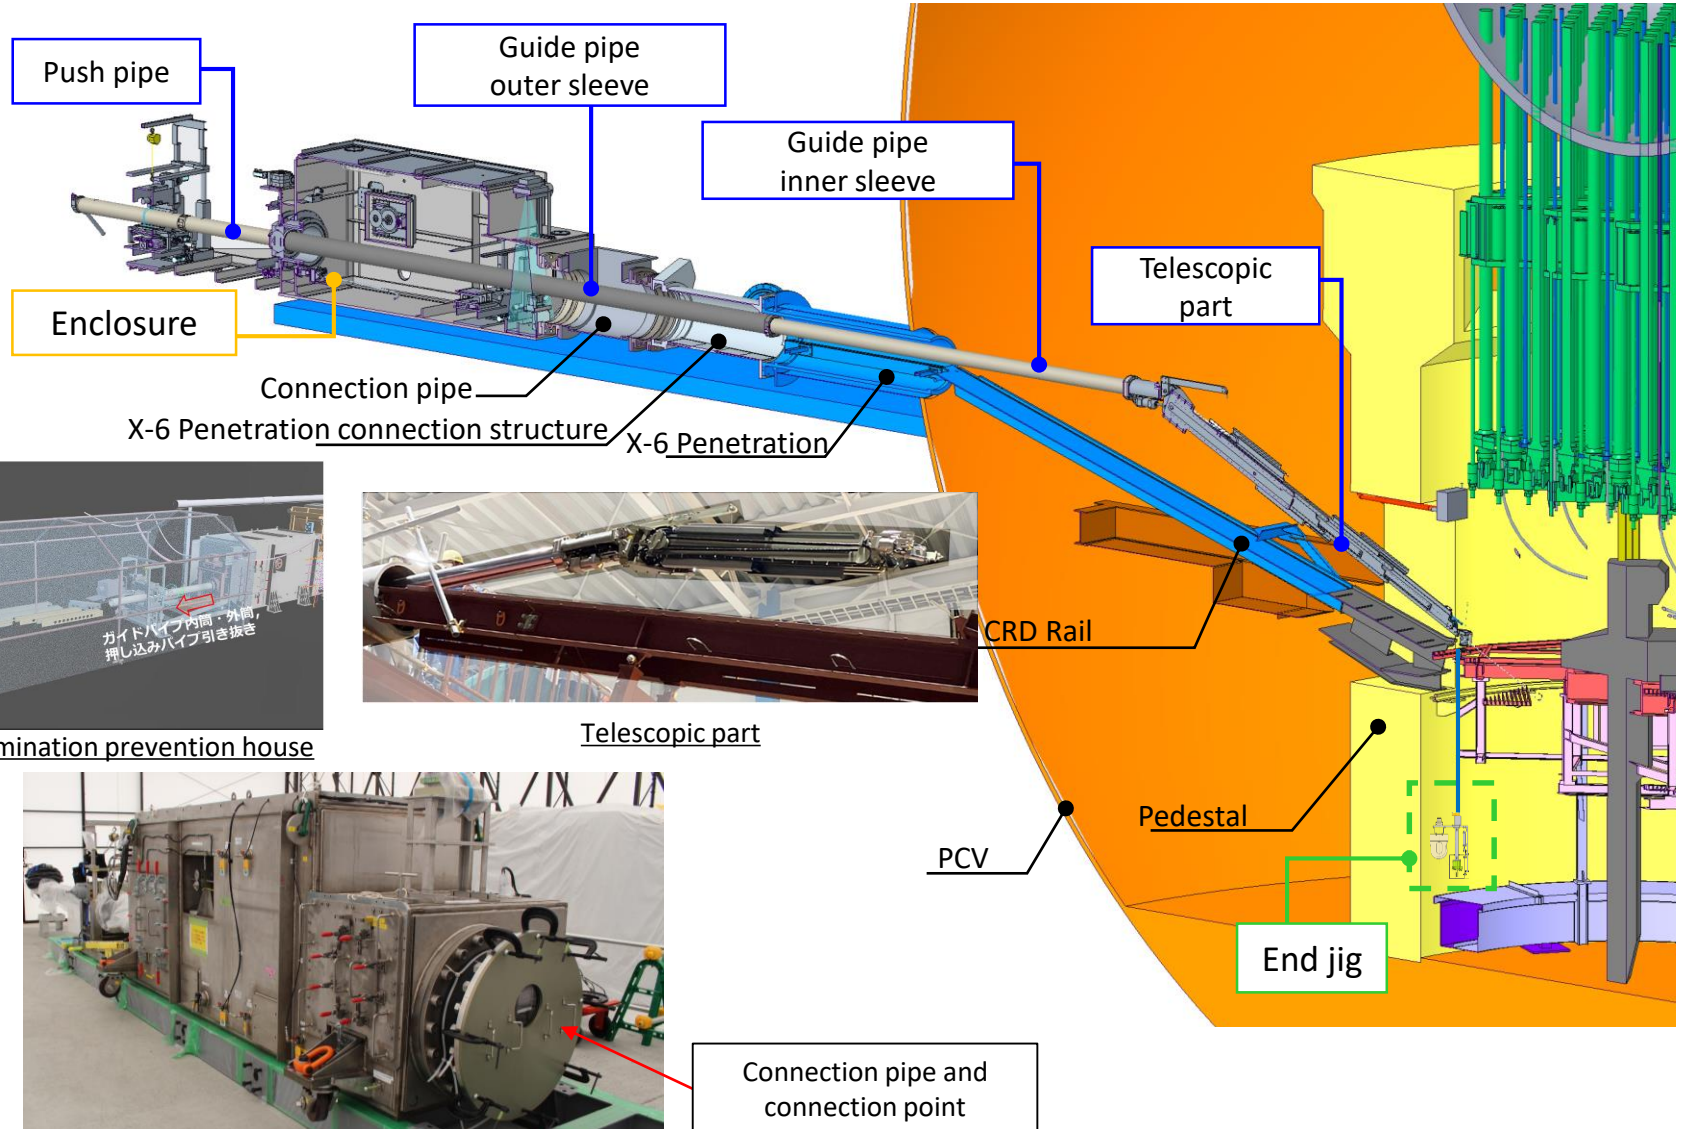 Push pipe
Guide pipe
outer sleeve
Guide pipe
inner sleeve
Telescopic
part
Enclosure
Connection pipe
X-6 Penetration connection structure
X-6 Penetration
ガイドパイプ内筒・外筒,
押し込みパイプ引き抜き
CRD Rail
prevention house
Telescopic part
Pedestal
PCV
End jig
Connection pipe and
connection point